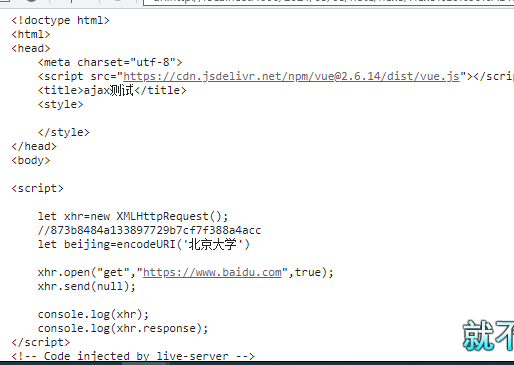 <!doctype html>
<html>
<head>
<meta charset="utf-8">
<script src="https://cdn.jsdelivr.net/npm/vue@2.6.14/dist/vue.js"></scri
<title>ajax测试</title>
<style>
</style>
</head>
<body>
<script>
let xhr=new XMLHttpRequest();
//873b8484a133897729b7cf7f388a4acc
let beijing=encodeURI('北京大学')
xhr.open("get","https://www.baidu.com",true);
xhr.send(null);
console.log(xhr);
console.log(xhr.response);
</script>
就不
<!-- Code injected by live-server -->